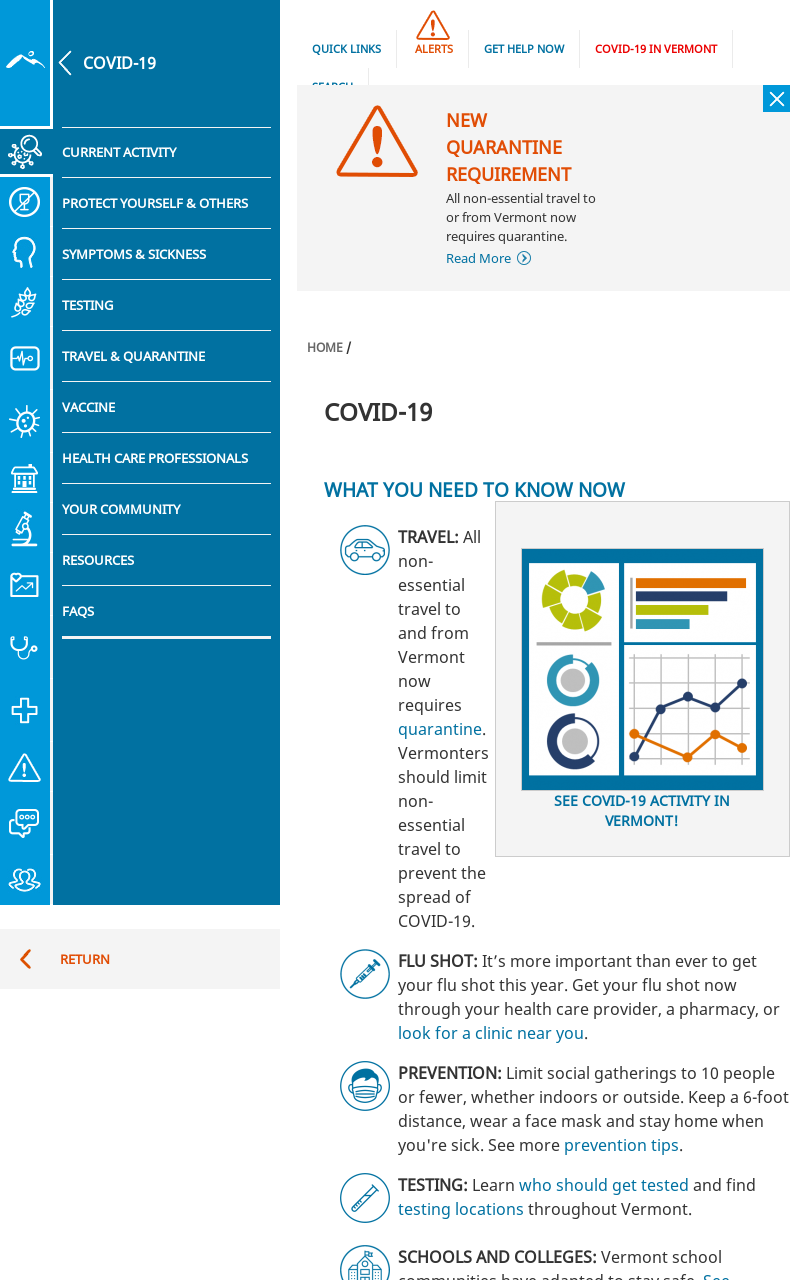 COVID-19
CURRENT ACTIVITY
PROTECT YOURSELF & OTHERS
SYMPTOMS & SICKNESS
TESTING
TRAVEL & QUARANTINE
VACCINE
HEALTH CARE PROFESSIONALS
YOUR COMMUNITY
RESOURCES
FAQS
RETURN
QUICK LINKS
ALERTS
GET HELP NOW
COVID-19 IN VERMONT
SEARCH
NEW
QUARANTINE
REQUIREMENT
All non-essential travel to
or from Vermont now
requires quarantine.
Read More
HOME /
COVID-19
WHAT YOU NEED TO KNOW NOW
TRAVEL: All
non-
essential
travel to
and from
Vermont
now
requires
quarantine.
Vermonters
should limit
non-
essential
travel to
prevent the
spread of
COVID-19.
SEE COVID-19 ACTIVITY IN
VERMONT!
FLU SHOT: It’s more important than ever to get
your flu shot this year. Get your flu shot now
through your health care provider, a pharmacy, or
look for a clinic near you.
PREVENTION: Limit social gatherings to 10 people
or fewer, whether indoors or outside. Keep a 6-foot
distance, wear a face mask and stay home when
you're sick. See more prevention tips.
TESTING: Learn who should get tested and find
testing locations throughout Vermont.
SCHOOLS AND COLLEGES: Vermont school
communities have adapted to stay safe. See